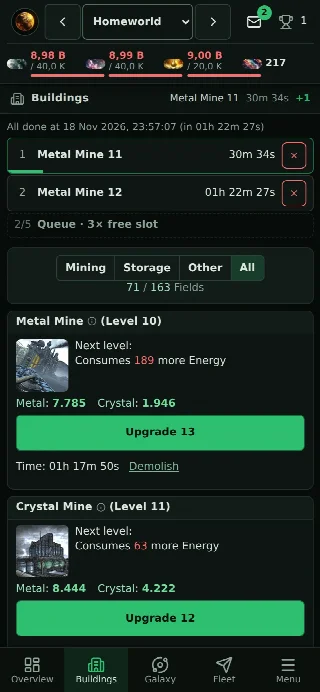 Homeworld
2
1
8,98 B
/ 40,0 K
8,99 B
/ 40,0 K
9,00 B
/ 20,0 K
217
Buildings
Metal Mine 11 30m 34s +1
All done at 18 Nov 2026, 23:57:07 (in 01h 22m 27s)
1 Metal Mine 11 30m 34s ×
2 Metal Mine 12 01h 22m 27s ×
2/5 Queue · 3× free slot
Mining Storage Other All
71 / 163 Fields
Metal Mine (Level 10)
Next level:
Consumes 189 more Energy
Metal: 7.785 Crystal: 1.946
Upgrade 13
Time: 01h 17m 50s Demolish
Crystal Mine (Level 11)
Next level:
Consumes 63 more Energy
Metal: 8.444 Crystal: 4.222
Upgrade 12
Overview Buildings Galaxy Fleet Menu